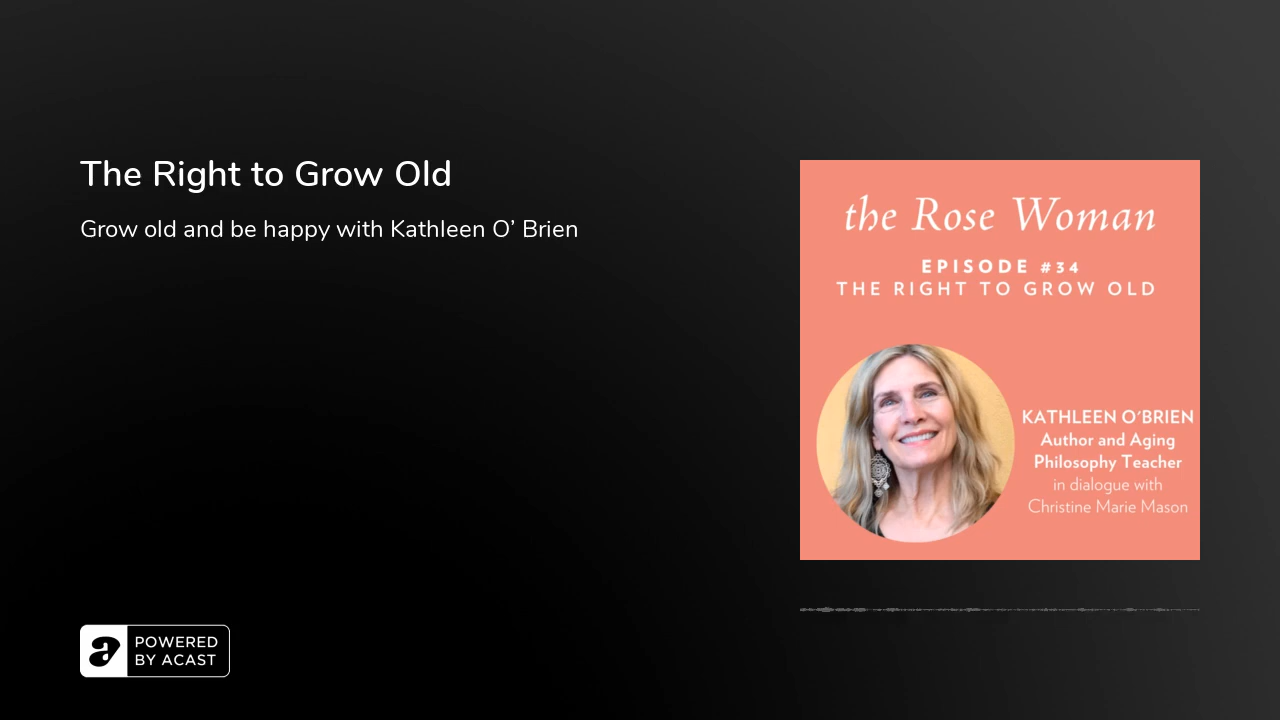 The Right to Grow Old
Grow old and be happy with Kathleen O’ Brien
the Rose Woman
EPISODE #34
THE RIGHT TO GROW OLD
KATHLEEN O'BRIEN
Author and Aging
Philosophy Teacher
in dialogue with
Christine Marie Mason
a
POWERED
BY ACAST